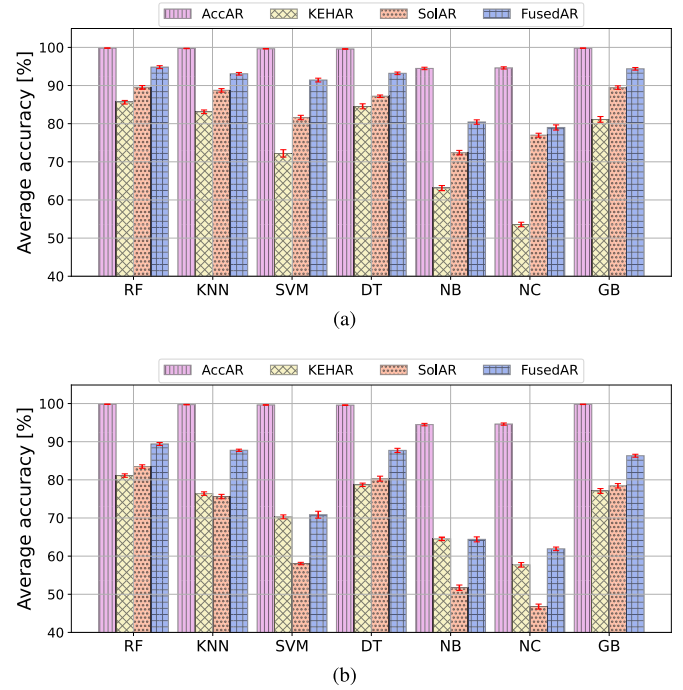 AccAR KEHAR SolAR FusedAR
100
90
80
70
60
50
40
Average accuracy [%]
RF KNN SVM DT NB NC GB
(a)
AccAR KEHAR SolAR FusedAR
100
90
80
70
60
50
40
Average accuracy [%]
RF KNN SVM DT NB NC GB
(b)